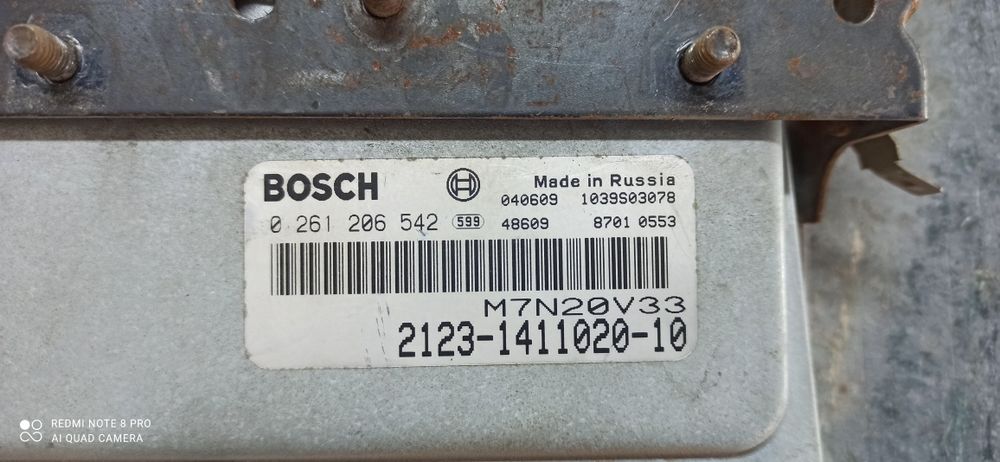 BOSCH Made in Russia
040609 1039S03078
0 261 206 542 599 48609 8701 0553
M7N20V33
2123-1411020-10
REDMI NOTE 8 PRO
AI QUAD CAMERA